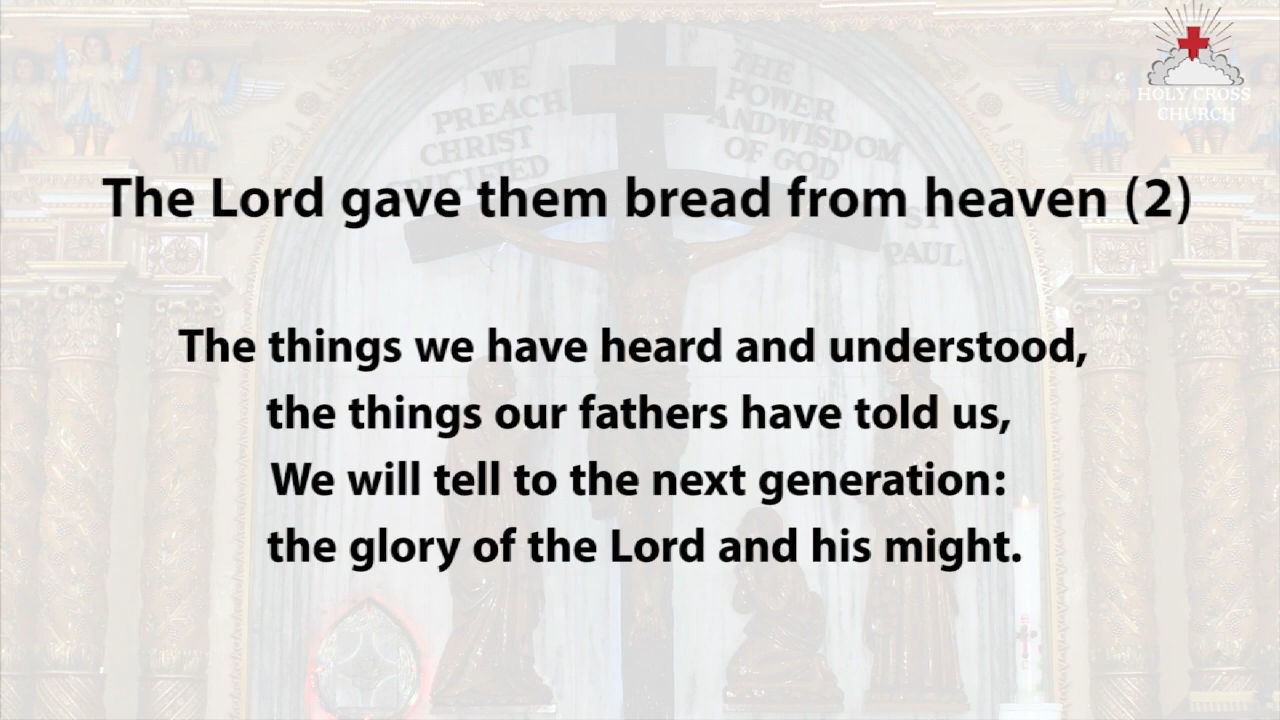 HOLY CROSS
CHURCH
WE
PREACH
CHRIST
CRUCIFIED
THE
POWER
AND WISDOM
OF GOD
ST
PAUL
The Lord gave them bread from heaven (2)
The things we have heard and understood,
the things our fathers have told us,
We will tell to the next generation:
the glory of the Lord and his might.